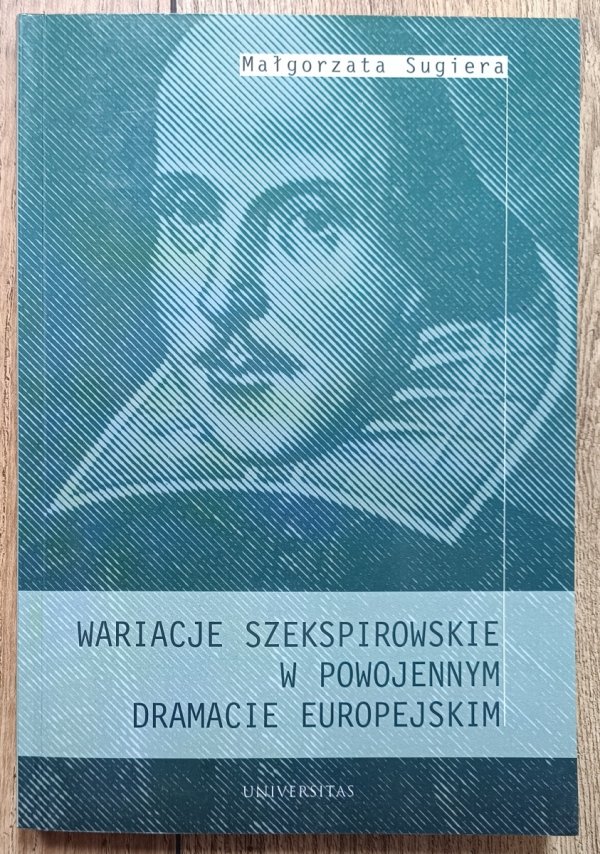 Małgorzata Sugiera
WARIACJE SZEKSPIROWSKIE
W POWOJENNYM
DRAMACIE EUROPEJSKIM
UNIVERSITAS